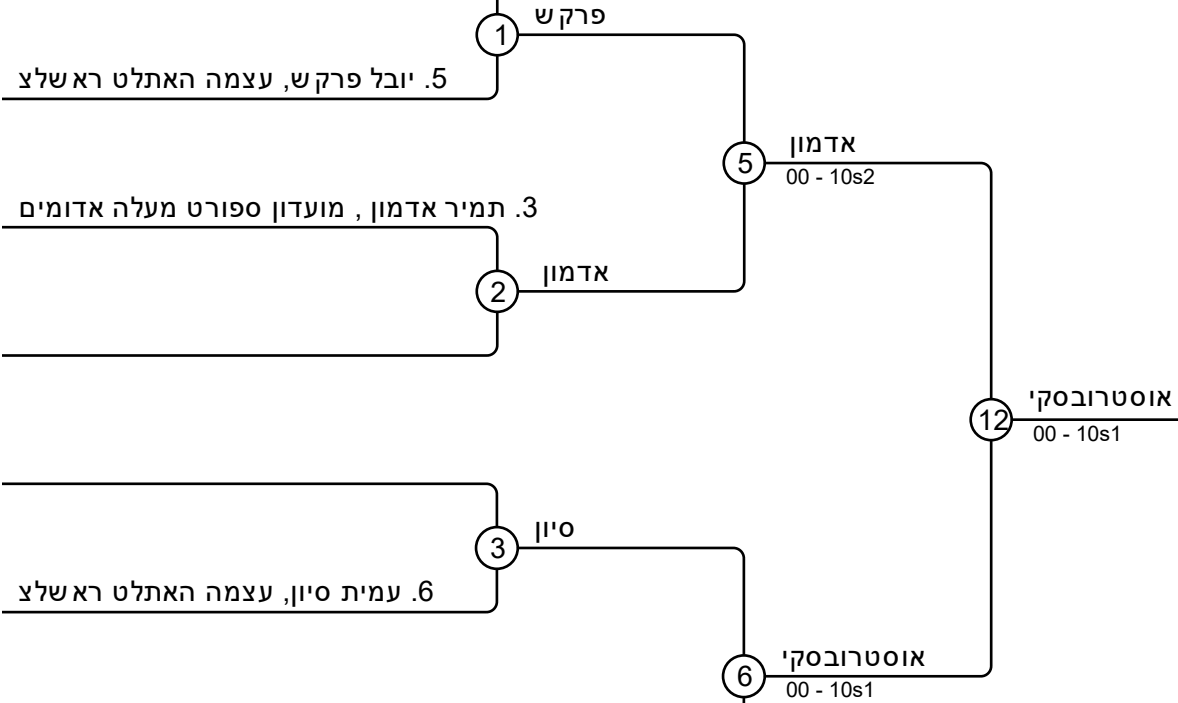 פרקש
1
5. יובל פרקש, עצמה האתלט ראשלצ
אדמון
5
00 - 10s2
3. תמיר אדמון , מועדון ספורט מעלה אדומים
אדמון
2
אוסטרובסקי
12
00 - 10s1
סיון
3
6. עמית סיון, עצמה האתלט ראשלצ
אוסטרובסקי
6
00 - 10s1